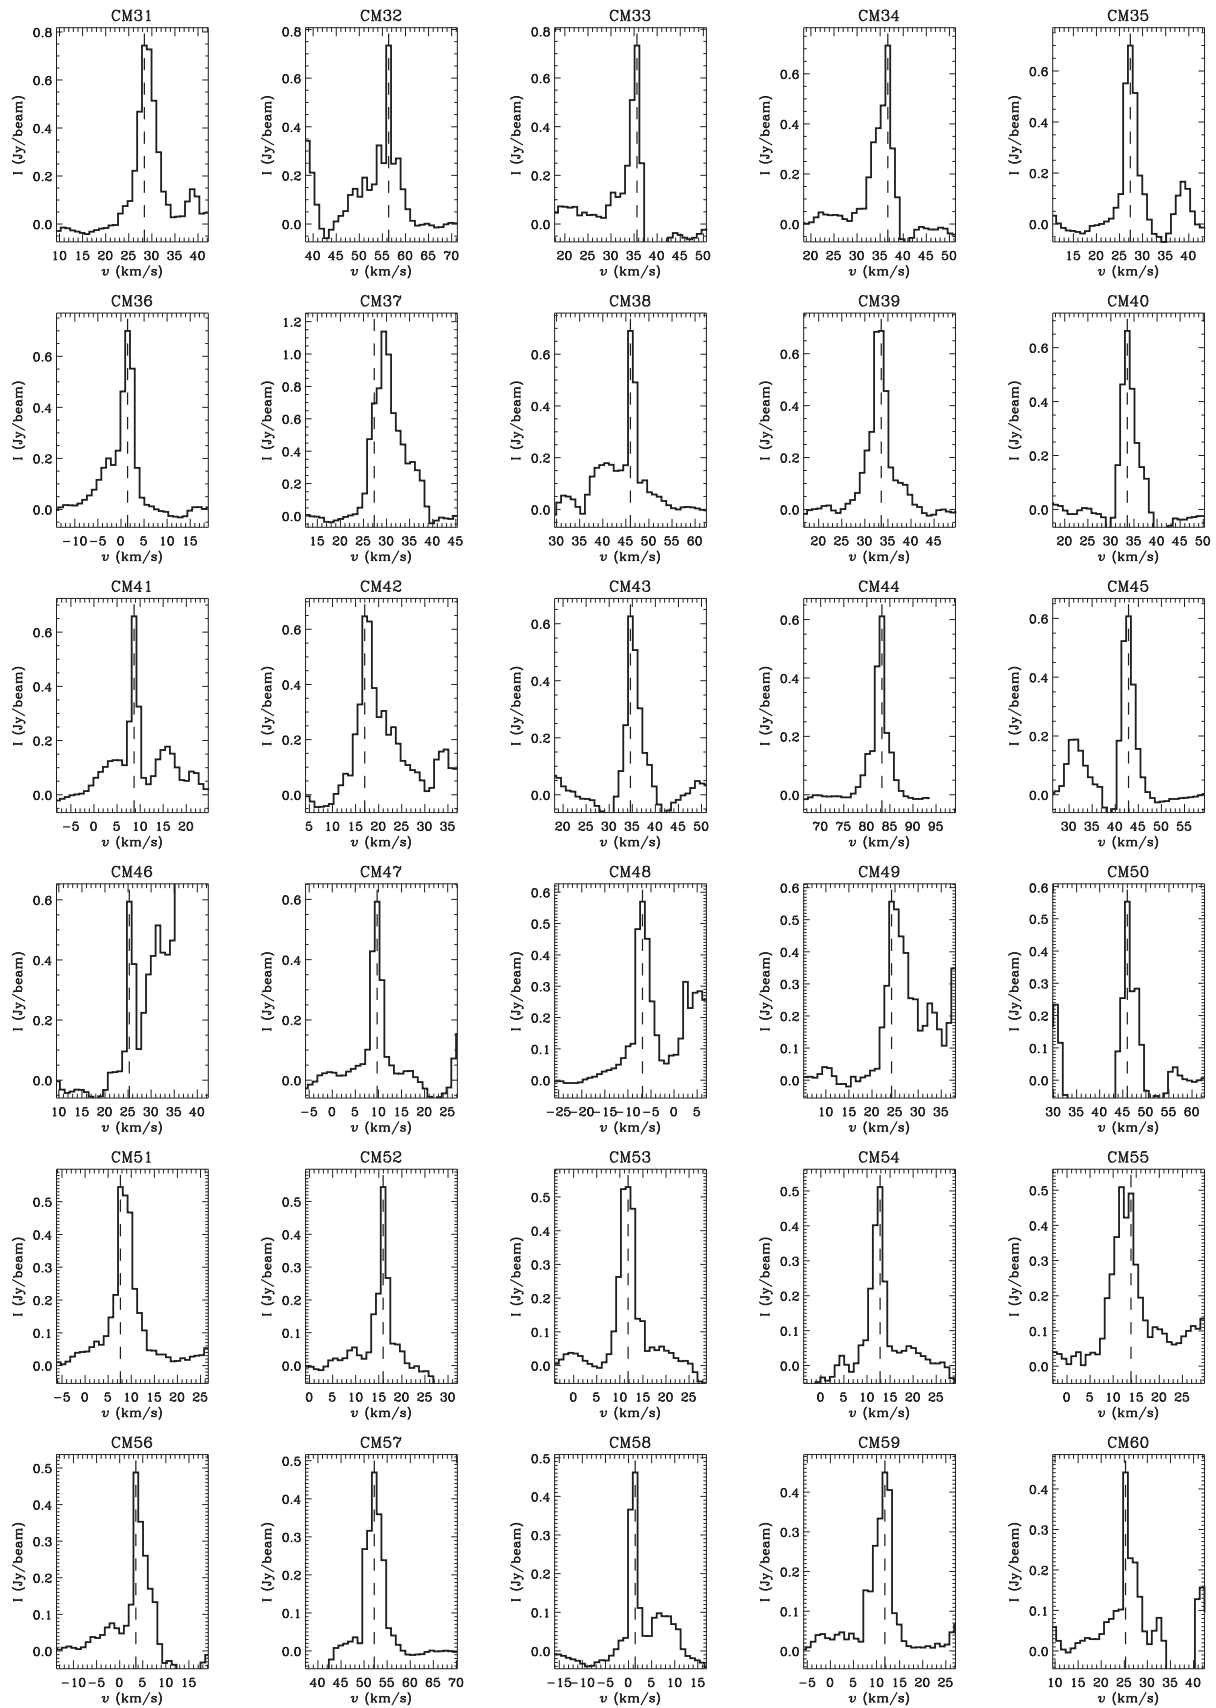 CM31 CM32 CM33 CM34 CM35
0.8 0.8 0.8
0.6 0.6 0.6 0.6 0.6
0.4 0.4 0.4 0.4 0.4
0.2 0.2 0.2 0.2 0.2
0.0 0.0 0.0 0.0 0.0
I (Jy/beam) I (Jy/beam) I (Jy/beam) I (Jy/beam) I (Jy/beam)
10 15 20 25 30 35 40 40 45 50 55 60 65 70 20 25 30 35 40 45 50 20 25 30 35 40 45 50 15 20 25 30 35 40
v (km/s) v (km/s) v (km/s) v (km/s) v (km/s)
CM36 CM37 CM38 CM39 CM40
1.2
1.0
0.8
0.6 0.6 0.6 0.6 0.6
0.4 0.4 0.4 0.4 0.4
0.2 0.2 0.2 0.2 0.2
0.0 0.0 0.0 0.0 0.0
I (Jy/beam) I (Jy/beam) I (Jy/beam) I (Jy/beam) I (Jy/beam)
−10−5 0 5 10 15 15 20 25 30 35 40 45 30 35 40 45 50 55 60 20 25 30 35 40 45 20 25 30 35 40 45 50
v (km/s) v (km/s) v (km/s) v (km/s) v (km/s)
CM41 CM42 CM43 CM44 CM45
0.6 0.6 0.6 0.6 0.6
0.4 0.4 0.4 0.4 0.4
0.2 0.2 0.2 0.2 0.2
0.0 0.0 0.0 0.0 0.0
I (Jy/beam) I (Jy/beam) I (Jy/beam) I (Jy/beam) I (Jy/beam)
−5 0 5 10 15 20 5 10 15 20 25 30 35 20 25 30 35 40 45 50 70 75 80 85 90 95 30 35 40 45 50 55
v (km/s) v (km/s) v (km/s) v (km/s) v (km/s)
CM46 CM47 CM48 CM49 CM50
0.6 0.6 0.6 0.6
0.5 0.5 0.5
0.4 0.4 0.4 0.4 0.4
0.3 0.3 0.3
0.2 0.2 0.2 0.2 0.2
0.1 0.1 0.1
0.0 0.0 0.0 0.0 0.0
I (Jy/beam) I (Jy/beam) I (Jy/beam) I (Jy/beam) I (Jy/beam)
10 15 20 25 30 35 40 −5 0 5 10 15 20 25 −25−20−15−10−5 0 5 10 15 20 25 30 35 30 35 40 45 50 55 60
v (km/s) v (km/s) v (km/s) v (km/s) v (km/s)
CM51 CM52 CM53 CM54 CM55
0.5 0.5 0.5 0.5 0.5
0.4 0.4 0.4 0.4 0.4
0.3 0.3 0.3 0.3 0.3
0.2 0.2 0.2 0.2 0.2
0.1 0.1 0.1 0.1 0.1
0.0 0.0 0.0 0.0 0.0
I (Jy/beam) I (Jy/beam) I (Jy/beam) I (Jy/beam) I (Jy/beam)
−5 0 5 10 15 20 25 0 5 10 15 20 25 30 0 5 10 15 20 25 0 5 10 15 20 25 0 5 10 15 20 25
v (km/s) v (km/s) v (km/s) v (km/s) v (km/s)
CM56 CM57 CM58 CM59 CM60
0.5 0.5
0.4 0.4 0.4 0.4 0.4
0.3 0.3 0.3 0.3 0.3
0.2 0.2 0.2 0.2 0.2
0.1 0.1 0.1 0.1 0.1
0.0 0.0 0.0 0.0 0.0
I (Jy/beam) I (Jy/beam) I (Jy/beam) I (Jy/beam) I (Jy/beam)
−10−5 0 5 10 15 40 45 50 55 60 65 70 −15−10−5 0 5 10 15 −5 0 5 10 15 20 25 10 15 20 25 30 35 40
v (km/s) v (km/s) v (km/s) v (km/s) v (km/s)